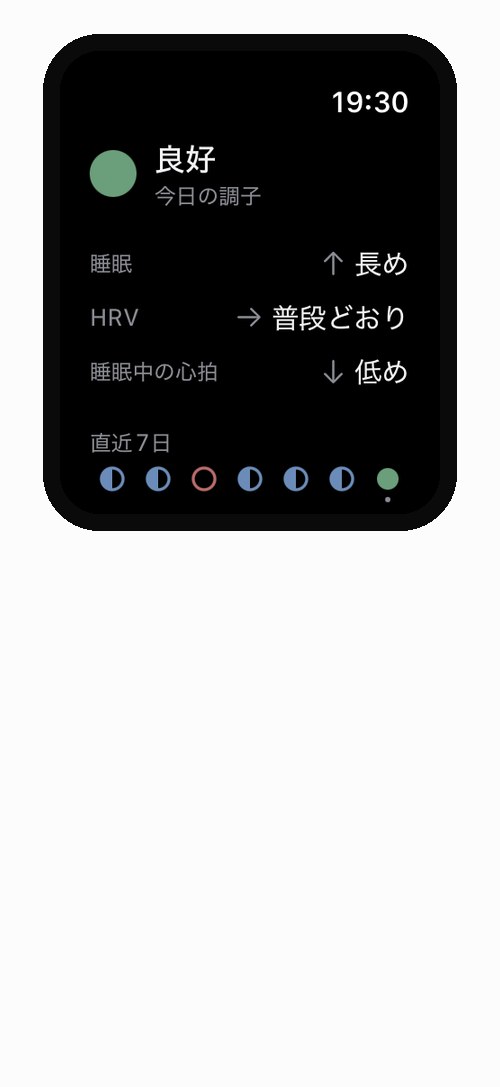 19:30
良好
今日の調子
睡眠 ↑ 長め
HRV → 普段どおり
睡眠中の心拍 ↓ 低め
直近7日